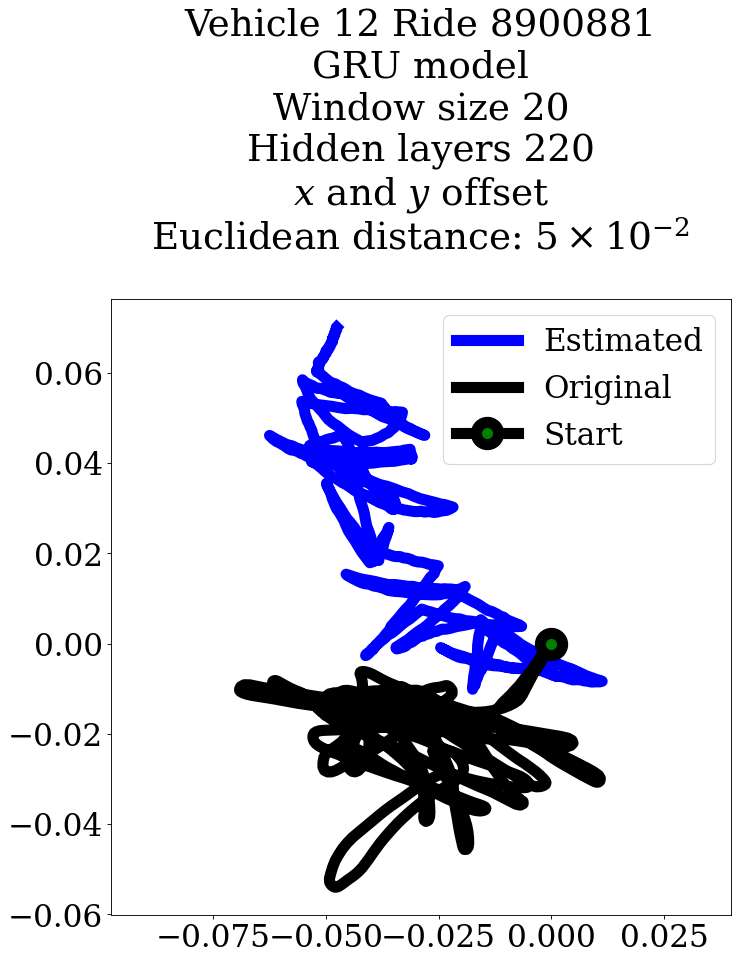 Vehicle 12 Ride 8900881
GRU model
Window size 20
Hidden layers 220
x and y offset
Euclidean distance: 5 × 10⁻²
Estimated
Original
Start
0.06
0.04
0.02
0.00
−0.02
−0.04
−0.06
−0.075 −0.050 −0.025 0.000 0.025